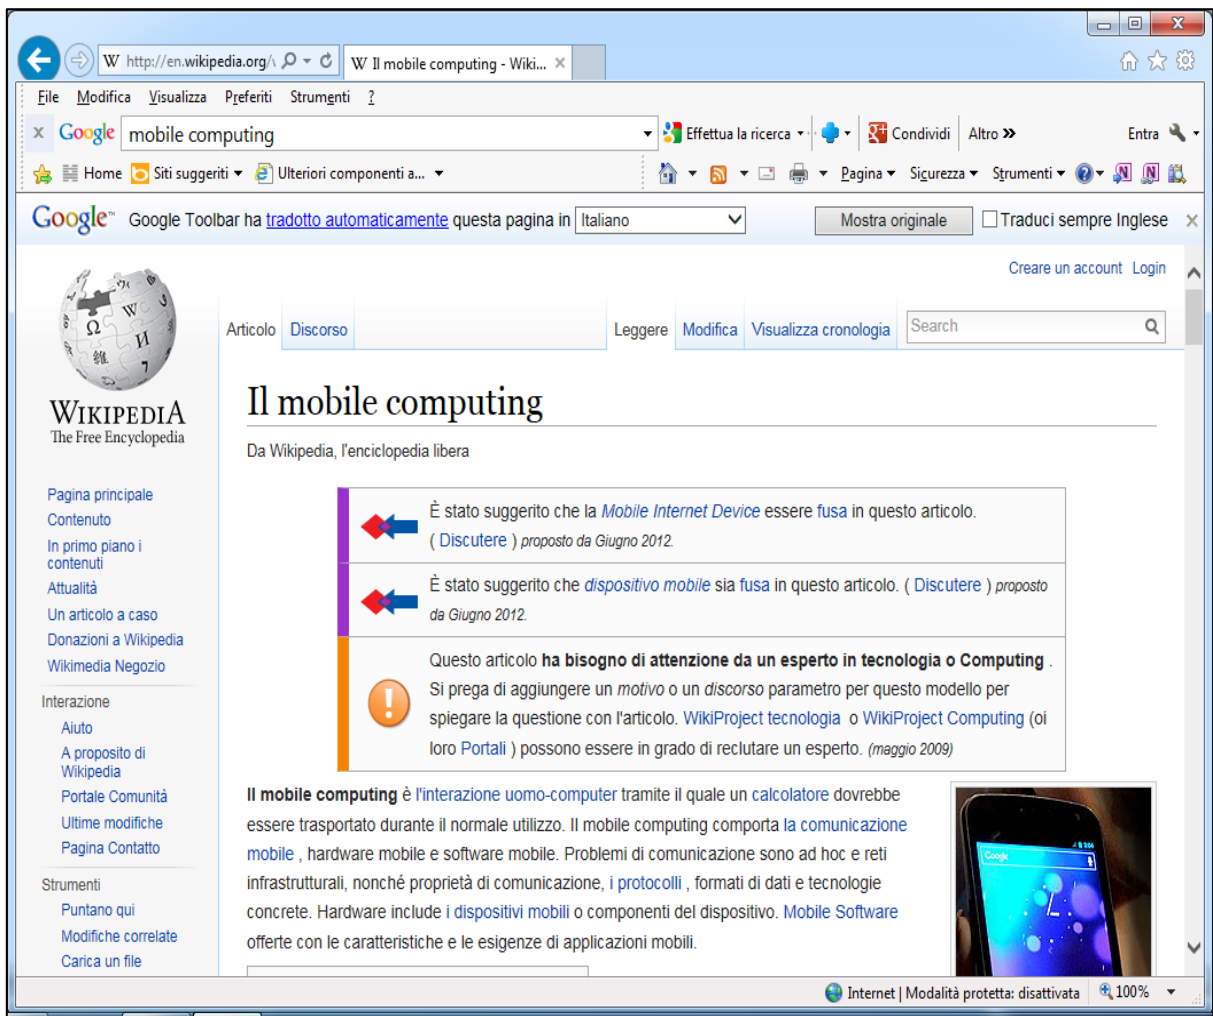 W http://en.wikipedia.org/\
W Il mobile computing - Wiki... ×
File Modifica Visualizza Preferiti Strumenti ?
x Google mobile computing Effettua la ricerca Condividi Altro » Entra
Home Siti suggeriti Ulteriori componenti a... Pagina Sicurezza Strumenti
Google™ Google Toolbar ha tradotto automaticamente questa pagina in Italiano Mostra originale Traduci sempre Inglese ×
Creare un account Login
Articolo Discorso Leggere Modifica Visualizza cronologia Search
WIKIPEDIA
The Free Encyclopedia
Pagina principale
Contenuto
In primo piano i
contenuti
Attualità
Un articolo a caso
Donazioni a Wikipedia
Wikimedia Negozio
Interazione
Aiuto
A proposito di
Wikipedia
Portale Comunità
Ultime modifiche
Pagina Contatto
Strumenti
Puntano qui
Modifiche correlate
Carica un file
Il mobile computing
Da Wikipedia, l'enciclopedia libera
È stato suggerito che la Mobile Internet Device essere fusa in questo articolo.
( Discutere ) proposto da Giugno 2012.
È stato suggerito che dispositivo mobile sia fusa in questo articolo. ( Discutere ) proposto
da Giugno 2012.
Questo articolo ha bisogno di attenzione da un esperto in tecnologia o Computing .
Si prega di aggiungere un motivo o un discorso parametro per questo modello per
spiegare la questione con l'articolo. WikiProject tecnologia o WikiProject Computing (oi
loro Portali ) possono essere in grado di reclutare un esperto. (maggio 2009)
Il mobile computing è l'interazione uomo-computer tramite il quale un calcolatore dovrebbe
essere trasportato durante il normale utilizzo. Il mobile computing comporta la comunicazione
mobile , hardware mobile e software mobile. Problemi di comunicazione sono ad hoc e reti
infrastrutturali, nonché proprietà di comunicazione, i protocolli , formati di dati e tecnologie
concrete. Hardware include i dispositivi mobili o componenti del dispositivo. Mobile Software
offerte con le caratteristiche e le esigenze di applicazioni mobili.
Google
Internet | Modalità protetta: disattivata 100%